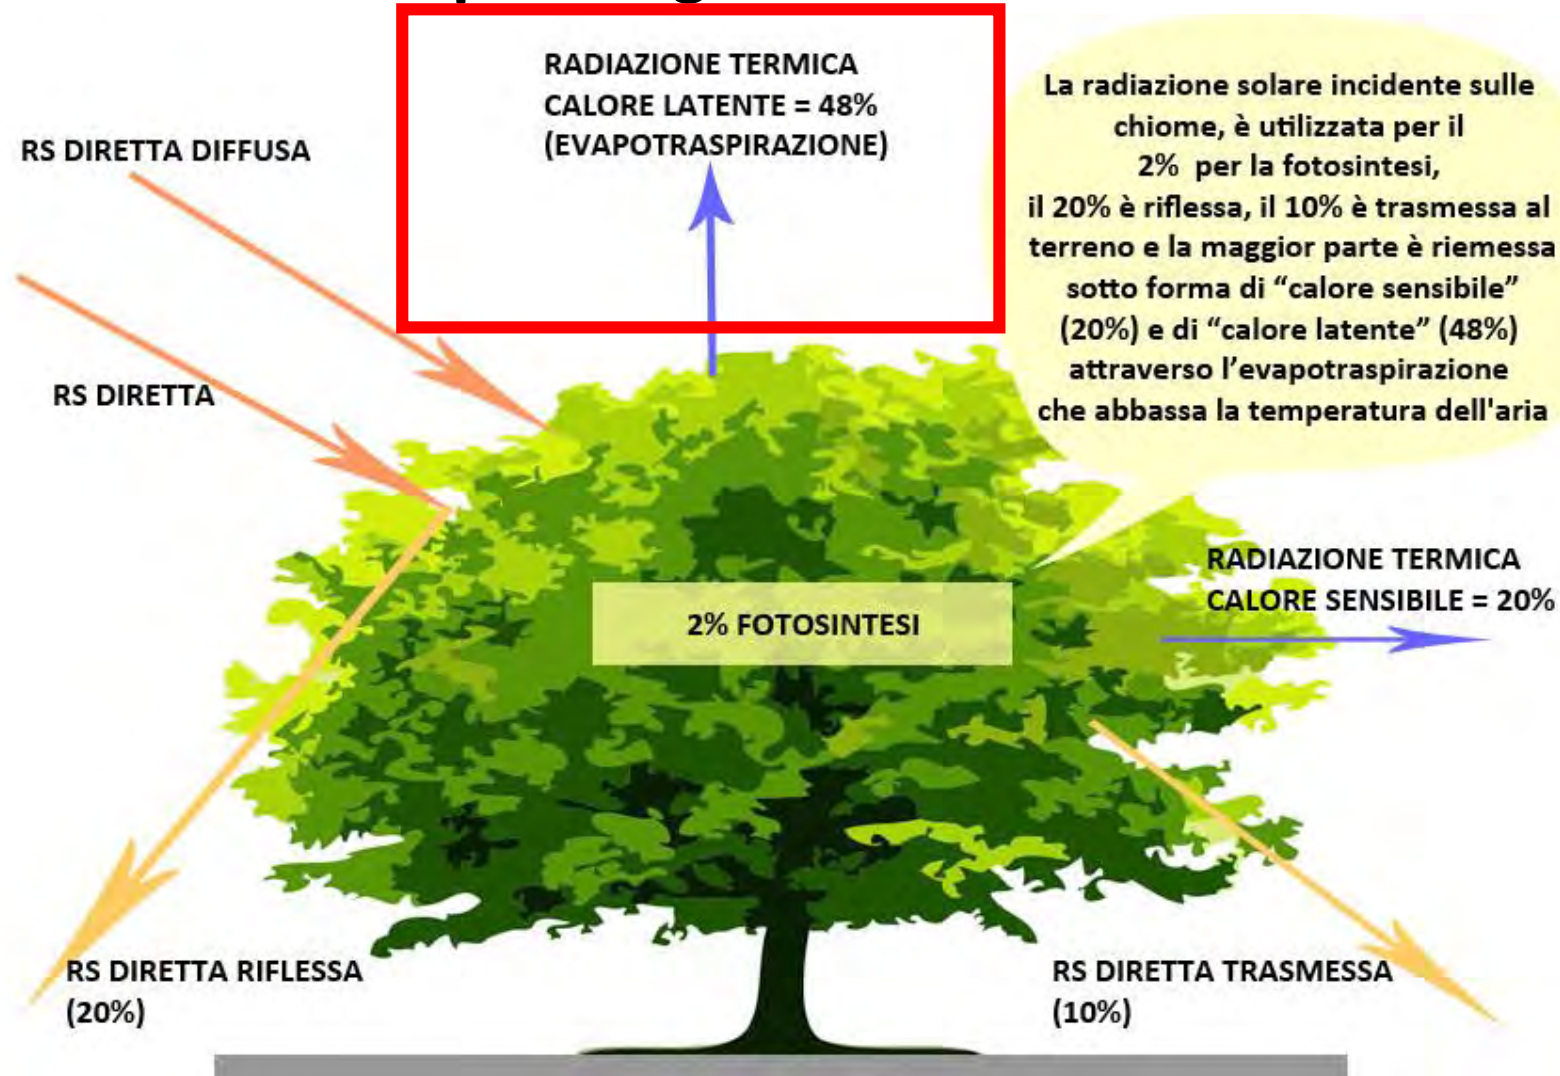 RADIAZIONE TERMICA
CALORE LATENTE = 48%
(EVAPOTRASPIRAZIONE)
La radiazione solare incidente sulle
chiome, è utilizzata per il
2% per la fotosintesi,
il 20% è riflessa, il 10% è trasmessa al
terreno e la maggior parte è riemessa
sotto forma di “calore sensibile”
(20%) e di “calore latente” (48%)
attraverso l’evapotraspirazione
che abbassa la temperatura dell'aria
RS DIRETTA DIFFUSA
RS DIRETTA
RADIAZIONE TERMICA
CALORE SENSIBILE = 20%
2% FOTOSINTESI
RS DIRETTA RIFLESSA
(20%)
RS DIRETTA TRASMESSA
(10%)